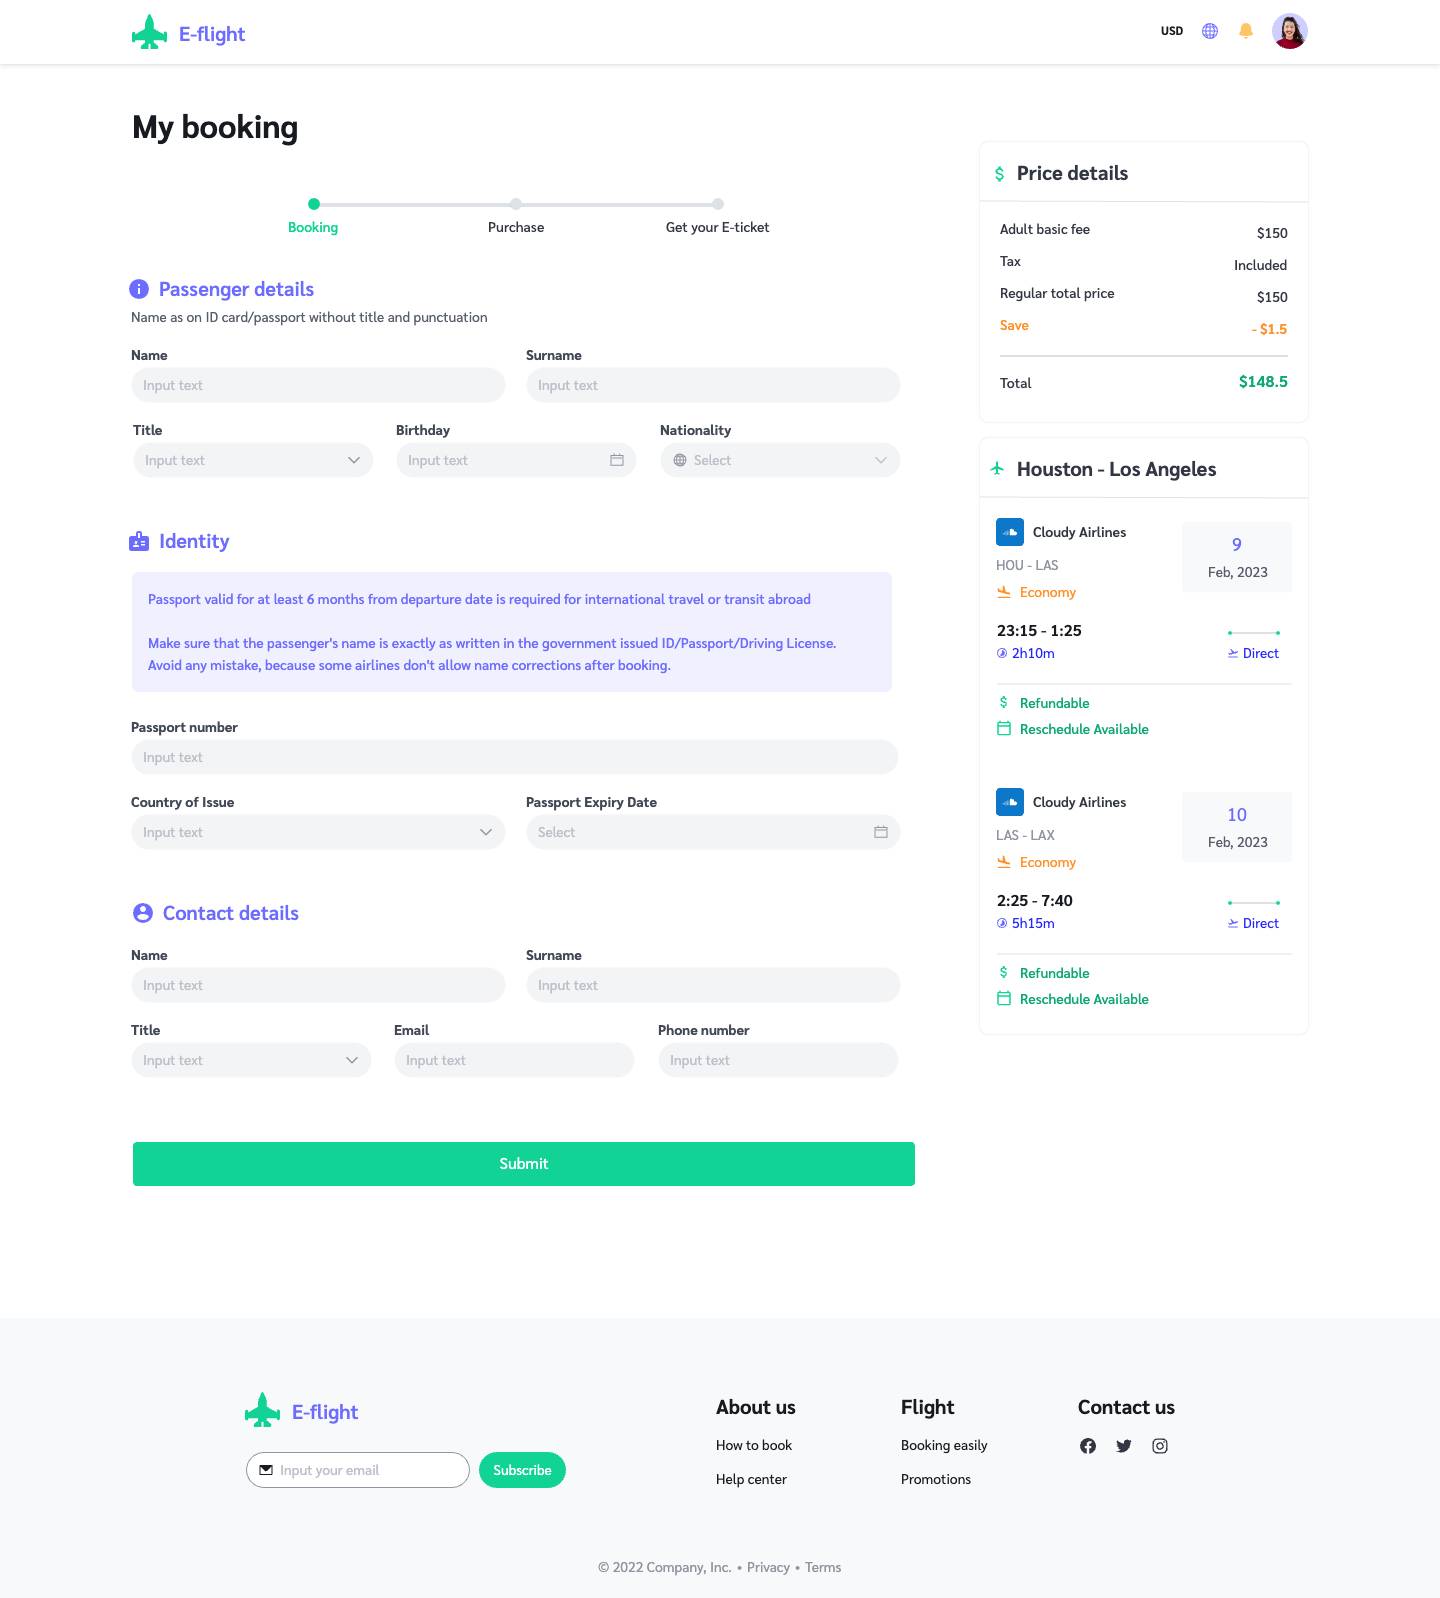 E-flight
USD
My booking
Booking
Purchase
Get your E-ticket
Passenger details
Name as on ID card/passport without title and punctuation
Name
Surname
Input text
Input text
Title
Birthday
Nationality
Input text
Input text
Select
Identity
Passport valid for at least 6 months from departure date is required for international travel or transit abroad
Make sure that the passenger's name is exactly as written in the government issued ID/Passport/Driving License.
Avoid any mistake, because some airlines don't allow name corrections after booking.
Passport number
Input text
Country of Issue
Passport Expiry Date
Input text
Select
Contact details
Name
Surname
Input text
Input text
Title
Email
Phone number
Input text
Input text
Input text
Submit
Price details
Adult basic fee
$150
Tax
Included
Regular total price
$150
Save
- $1.5
Total
$148.5
Houston - Los Angeles
Cloudy Airlines
HOU - LAS
Economy
9
Feb, 2023
23:15 - 1:25
2h10m
Direct
Refundable
Reschedule Available
Cloudy Airlines
LAS - LAX
Economy
10
Feb, 2023
2:25 - 7:40
5h15m
Direct
Refundable
Reschedule Available
E-flight
Input your email
Subscribe
About us
How to book
Help center
Flight
Booking easily
Promotions
Contact us
© 2022 Company, Inc. • Privacy • Terms